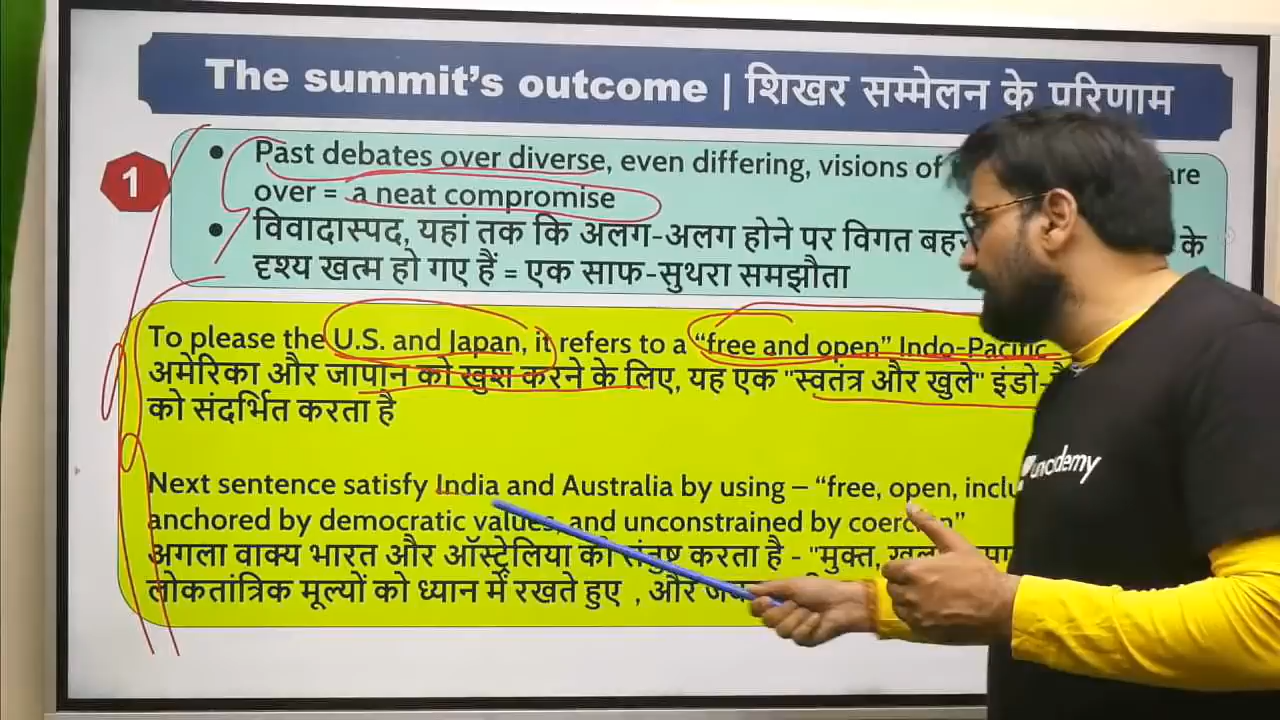 The summit's outcome | शिखर सम्मेलन के परिणाम
1
• Past debates over diverse, even differing, visions of are
over = a neat compromise
• विवादास्पद, यहां तक कि अलग-अलग होने पर विगत के
दृश्य खत्म हो गए हैं = एक साफ-सुथरा समझौता
To please the U.S. and Japan, it refers to a "free and open" Indo-Pacific
अमेरिका और जापान को खुश करने के लिए, यह एक "स्वतंत्र और खुले"
को संदर्भित करता है
Next sentence satisfy India and Australia by using – "free, open,
anchored by democratic values, and unconstrained by
अगला वाक्य भारत और ऑस्ट्रेलिया को संतुष्ट करता है - "मुक्त,
लोकतांत्रिक मूल्यों को ध्यान में रखते हुए , और
unacademy